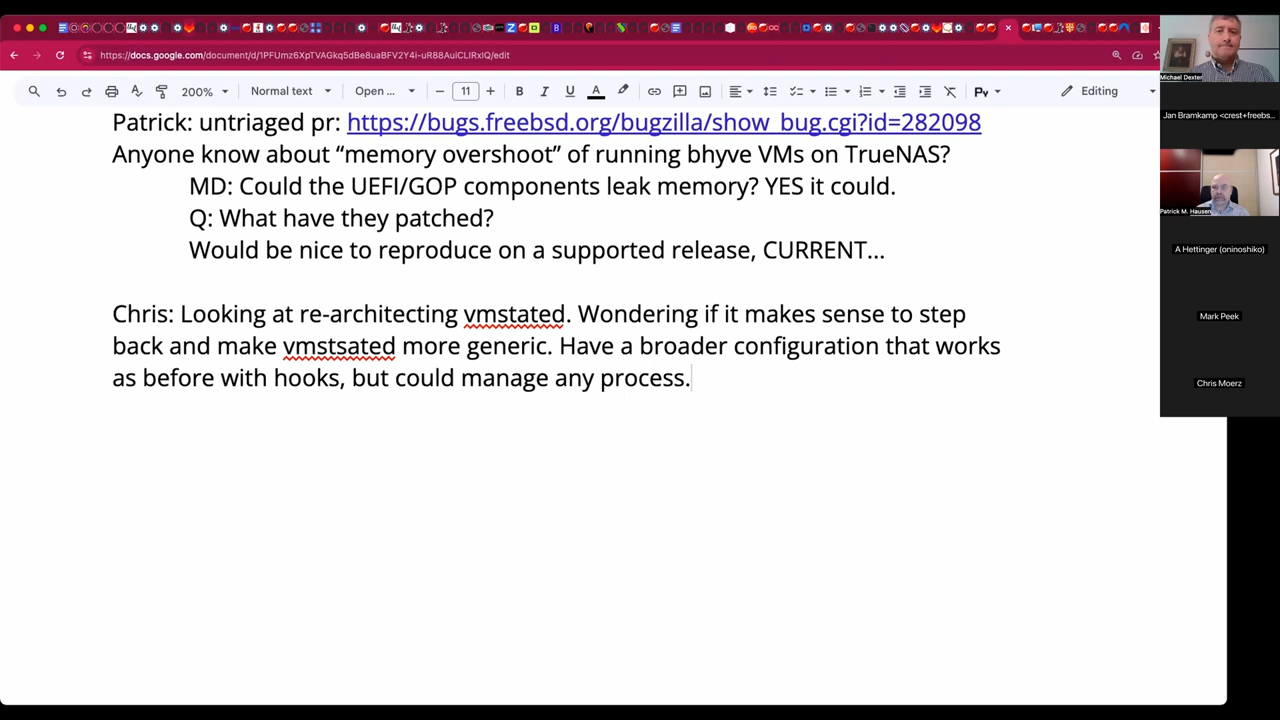 https://docs.google.com/document/d/1PFUmz6XpTVAGkq5dBe8uaBFV2Y4I-uR88AuiCLIRxIQ/edit
200%
Normal text
Open ...
11
Editing
Patrick: untriaged pr: https://bugs.freebsd.org/bugzilla/show_bug.cgi?id=282098
Anyone know about “memory overshoot” of running bhyve VMs on TrueNAS?
MD: Could the UEFI/GOP components leak memory? YES it could.
Q: What have they patched?
Would be nice to reproduce on a supported release, CURRENT...
Chris: Looking at re-architecting vmstated. Wondering if it makes sense to step
back and make vmstsated more generic. Have a broader configuration that works
as before with hooks, but could manage any process.
Michael Dexter
Jan Bramkamp <crest+freebs...
Patrick M. Hausen
A Hettinger (oninoshiko)
Mark Peek
Chris Moerz